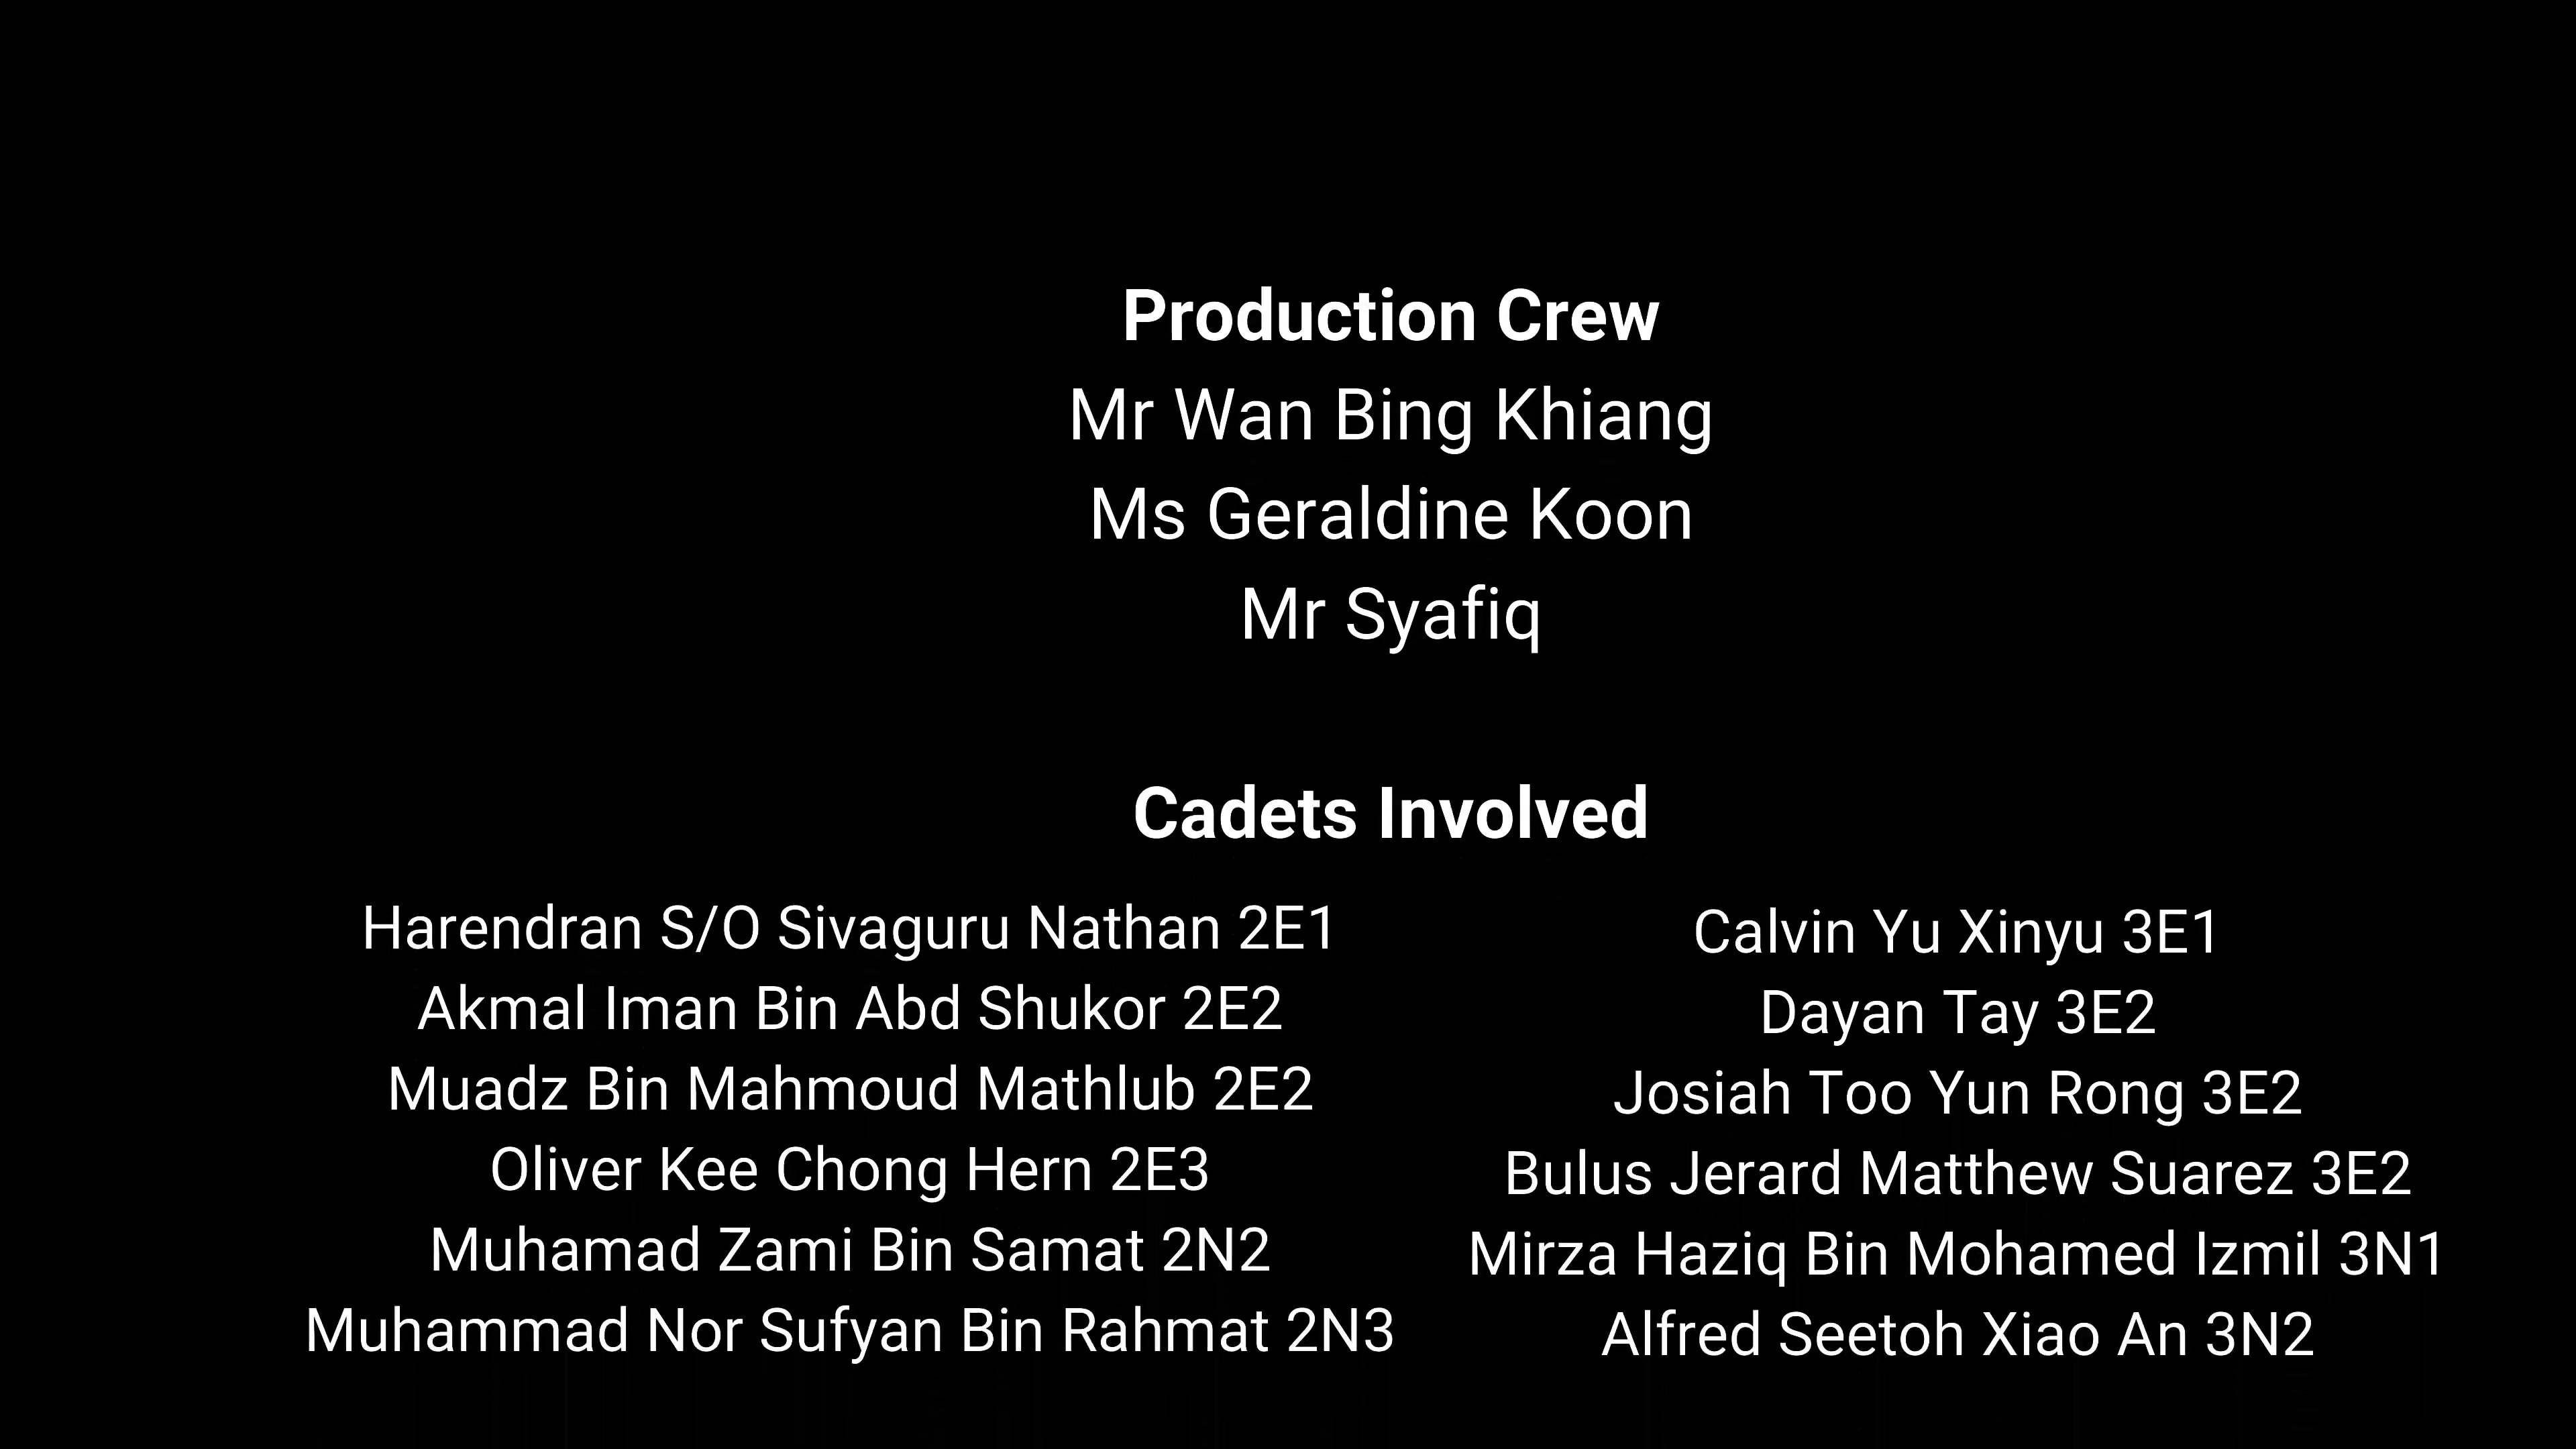 Production Crew
Mr Wan Bing Khiang
Ms Geraldine Koon
Mr Syafiq
Cadets Involved
Harendran S/O Sivaguru Nathan 2E1
Akmal Iman Bin Abd Shukor 2E2
Muadz Bin Mahmoud Mathlub 2E2
Oliver Kee Chong Hern 2E3
Muhamad Zami Bin Samat 2N2
Muhammad Nor Sufyan Bin Rahmat 2N3
Calvin Yu Xinyu 3E1
Dayan Tay 3E2
Josiah Too Yun Rong 3E2
Bulus Jerard Matthew Suarez 3E2
Mirza Haziq Bin Mohamed Izmil 3N1
Alfred Seetoh Xiao An 3N2